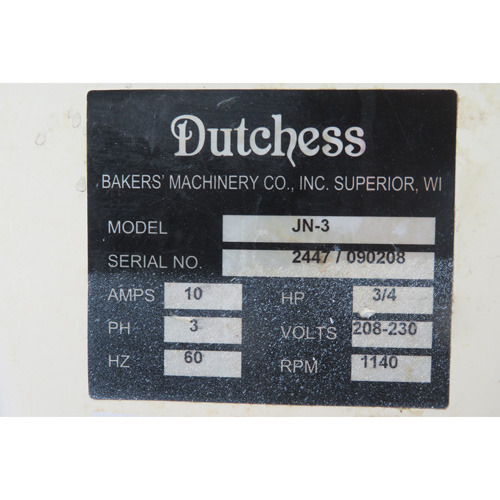 Dutchess
BAKERS' MACHINERY CO., INC. SUPERIOR, WI
MODEL JN-3
SERIAL NO. 2447 / 090208
AMPS 10 HP 3/4
PH 3 VOLTS 208-230
HZ 60 RPM 1140